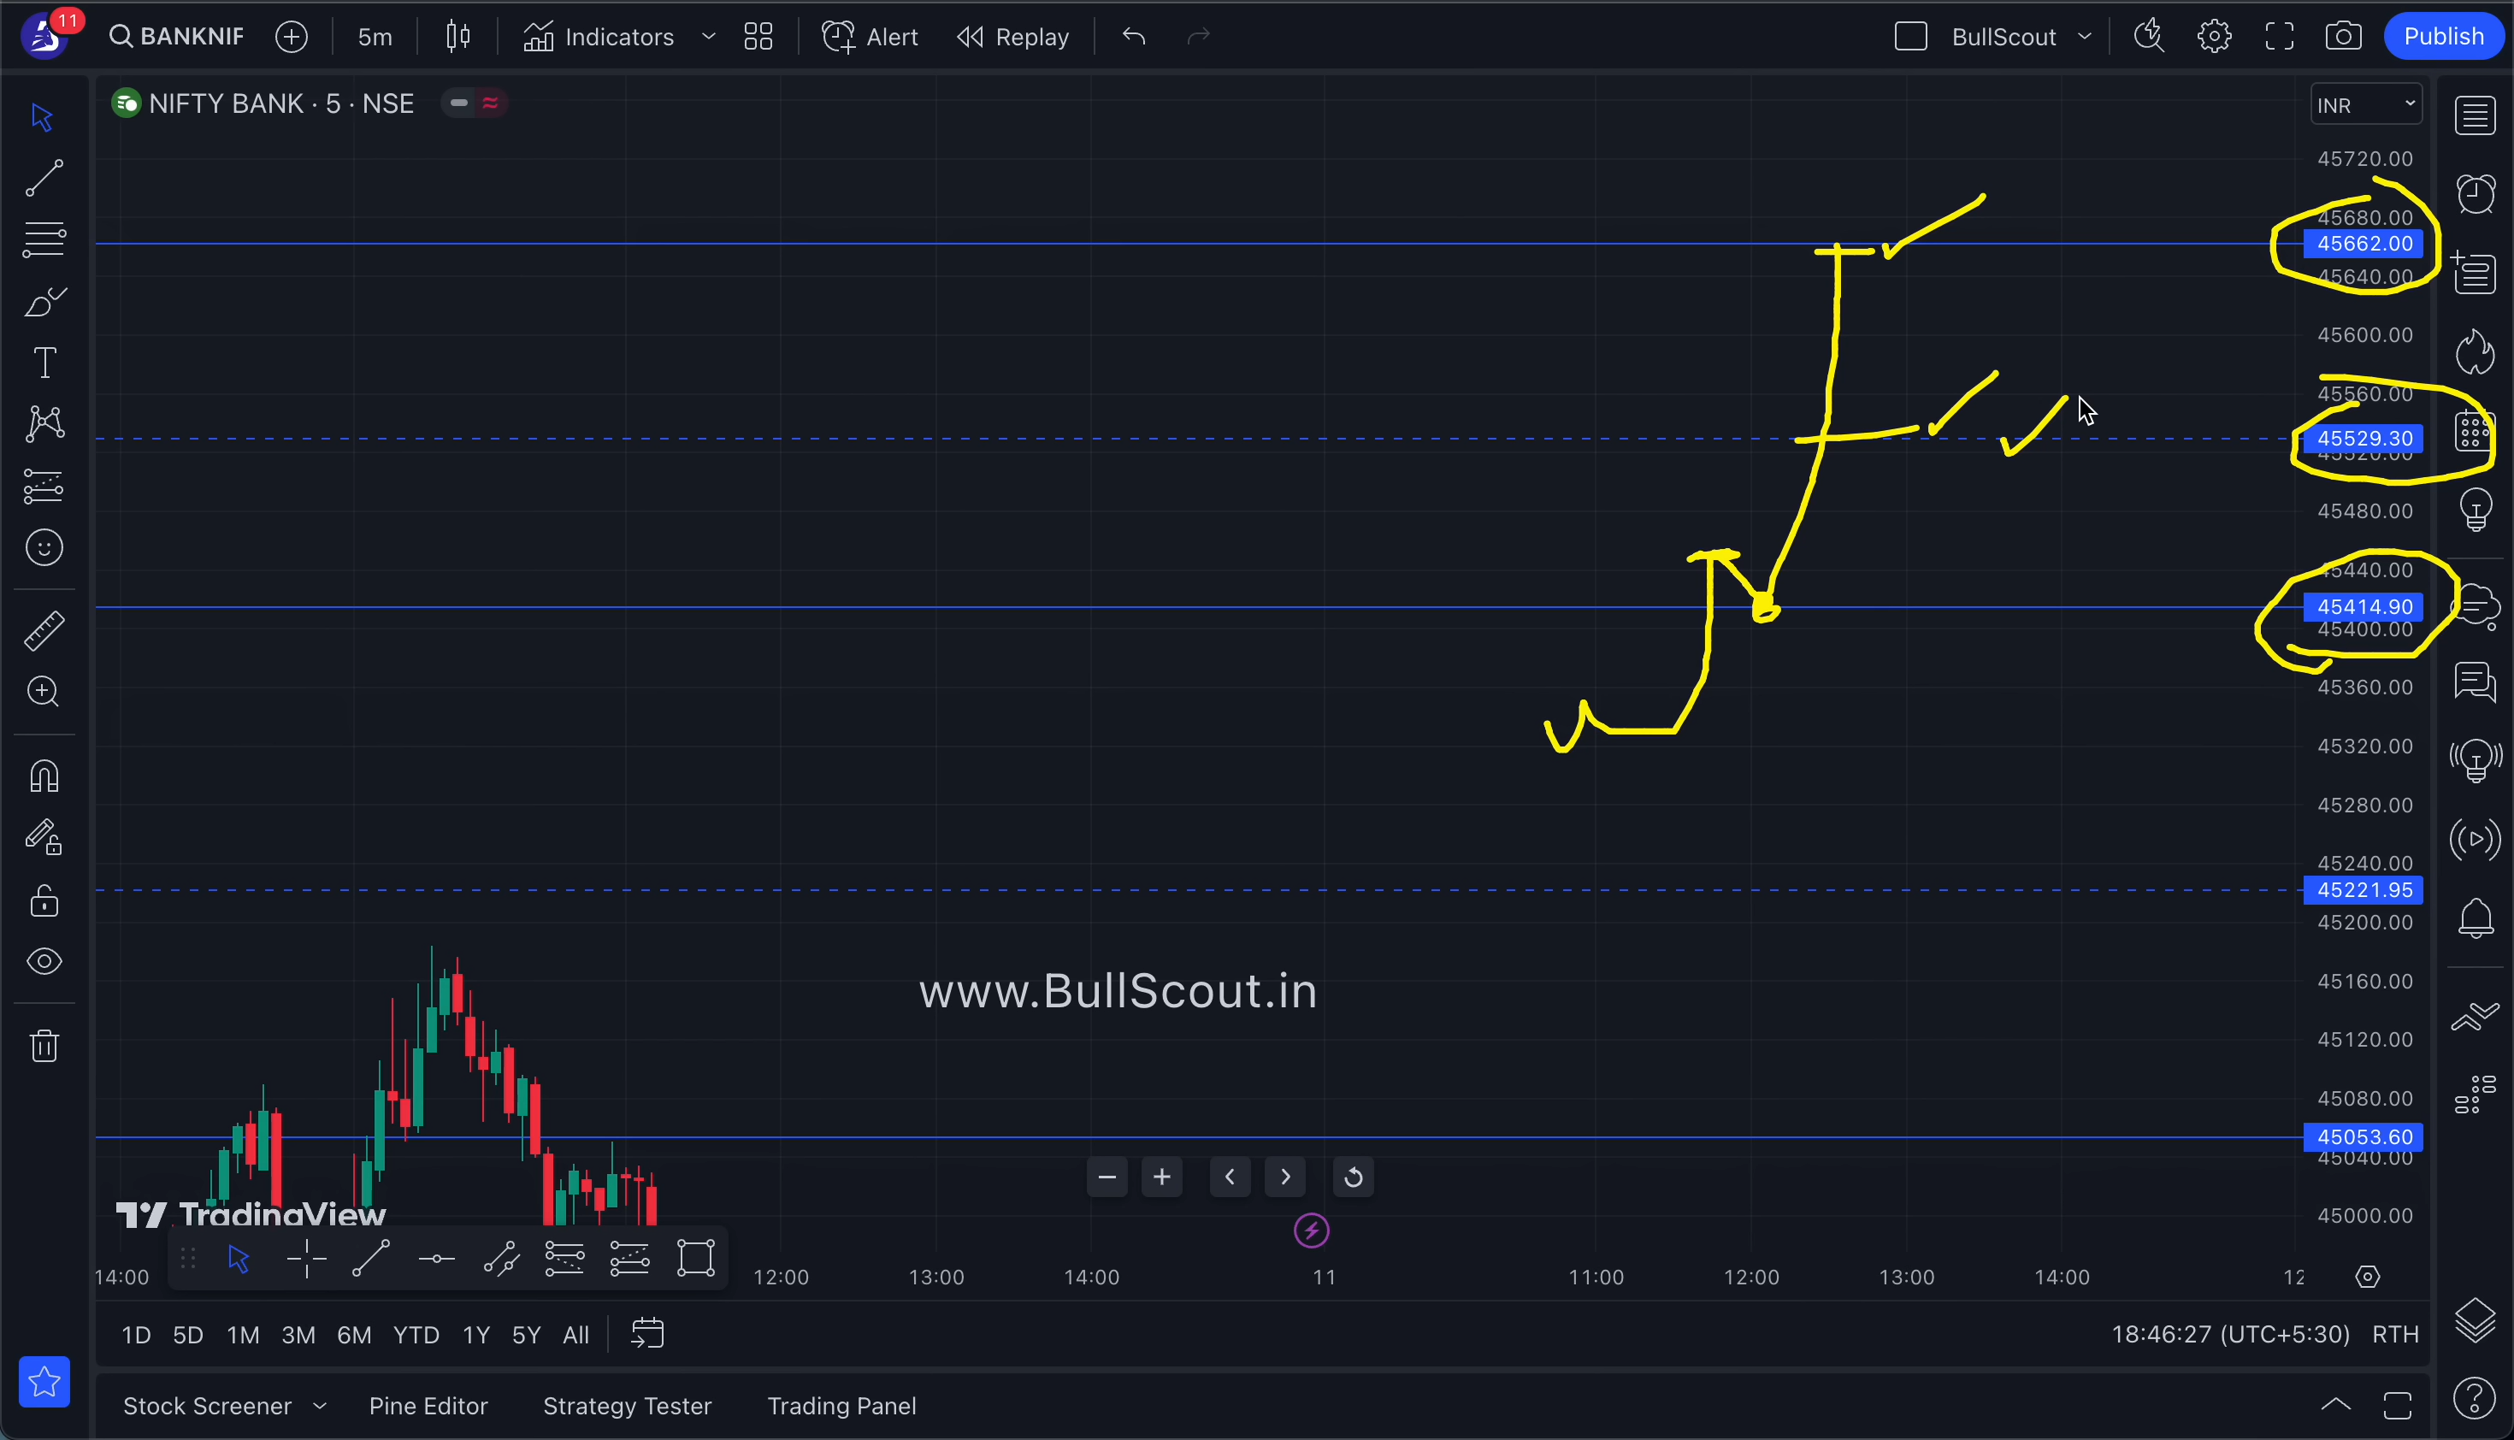 11
BANKNIF
5m
Indicators
Alert
Replay
BullScout
Publish
NIFTY BANK · 5 · NSE
INR
45720.00
45680.00
45662.00
45640.00
45600.00
45560.00
45529.30
45520.00
45480.00
45440.00
45414.90
45400.00
45360.00
45320.00
45280.00
45240.00
45221.95
45200.00
45160.00
45120.00
45080.00
45053.60
45040.00
45000.00
www.BullScout.in
TradingView
14:00
12:00
13:00
14:00
11
11:00
12:00
13:00
14:00
12
1D 5D 1M 3M 6M YTD 1Y 5Y All
18:46:27 (UTC+5:30) RTH
Stock Screener Pine Editor Strategy Tester Trading Panel